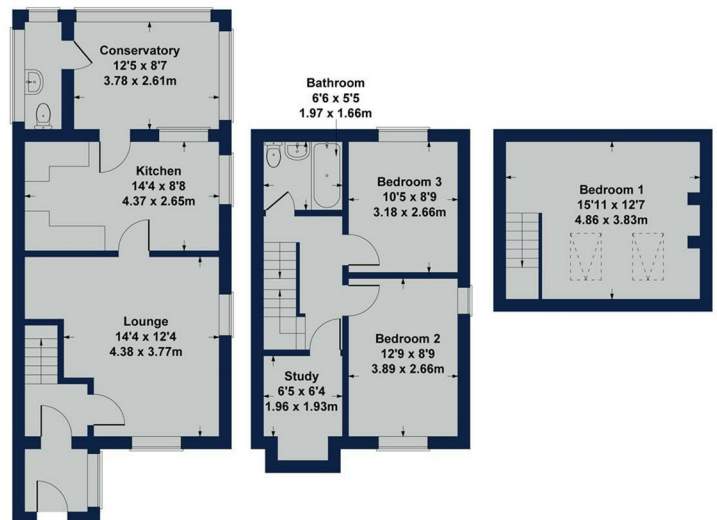 Conservatory
12'5 x 8'7
3.78 x 2.61m
Kitchen
14'4 x 8'8
4.37 x 2.65m
Lounge
14'4 x 12'4
4.38 x 3.77m
Bathroom
6'6 x 5'5
1.97 x 1.66m
Bedroom 3
10'5 x 8'9
3.18 x 2.66m
Bedroom 2
12'9 x 8'9
3.89 x 2.66m
Study
6'5 x 6'4
1.96 x 1.93m
Bedroom 1
15'11 x 12'7
4.86 x 3.83m